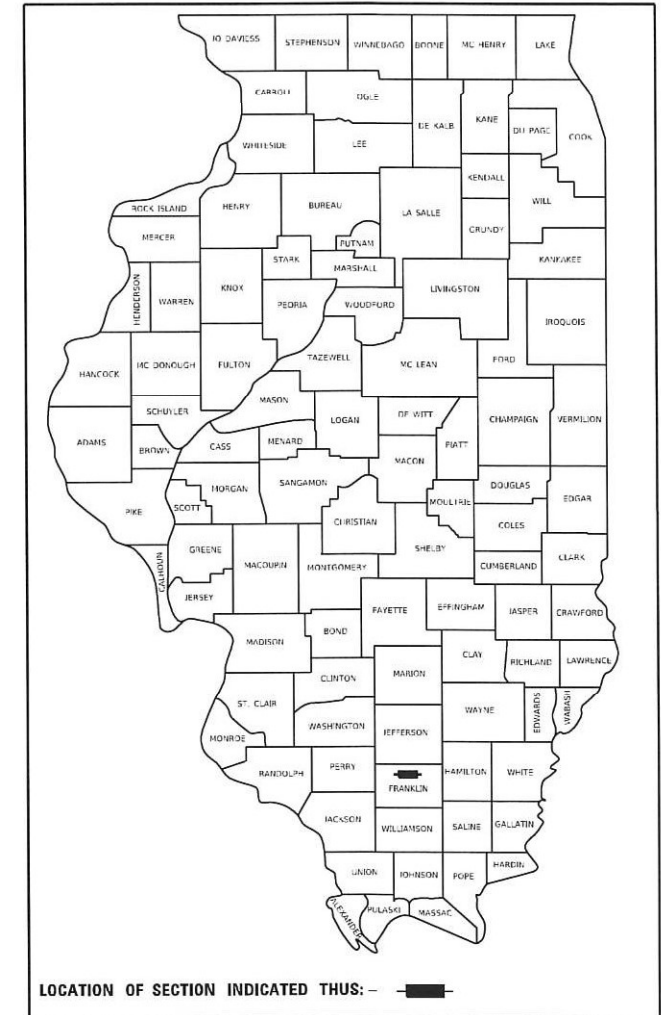 JO DAVIESS STEPHENSON WINNEBAGO BOONE MC HENRY LAKE
CARROLL OGLE DE KALB KANE DU PAGE COOK
WHITESIDE LEE
KENDALL
ROCK ISLAND HENRY BUREAU LA SALLE GRUNDY WILL
MERCER PUTNAM
STARK MARSHALL KANKAKEE
HENDERSON WARREN KNOX PEORIA WOODFORD LIVINGSTON
IROQUOIS
HANCOCK MC DONOUGH FULTON TAZEWELL MC LEAN FORD
SCHUYLER MASON
ADAMS BROWN CASS MENARD LOGAN DE WITT PIATT CHAMPAIGN VERMILION
MACON
PIKE SCOTT MORGAN SANGAMON MOULTRIE DOUGLAS EDGAR
CHRISTIAN COLES
CALHOUN GREENE MACOUPIN MONTGOMERY SHELBY CUMBERLAND CLARK
JERSEY
MADISON BOND FAYETTE EFFINGHAM JASPER CRAWFORD
CLAY RICHLAND LAWRENCE
CLINTON MARION
ST. CLAIR WAYNE EDWARDS WABASH
MONROE WASHINGTON JEFFERSON
RANDOLPH PERRY HAMILTON WHITE
FRANKLIN
JACKSON WILLIAMSON SALINE GALLATIN
UNION JOHNSON POPE HARDIN
ALEXANDER PULASKI MASSAC
LOCATION OF SECTION INDICATED THUS: –